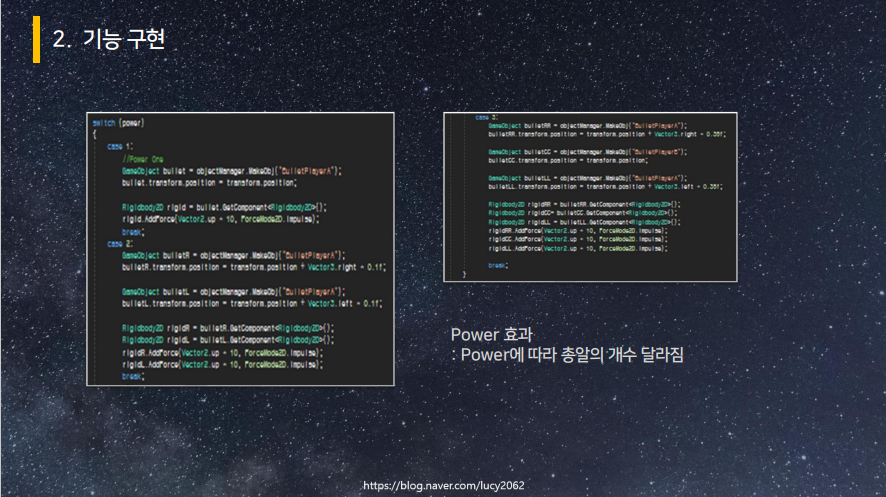 2. 기능 구현
switch (power)
{
case 1:
//Power One
GameObject bullet = objectManager.MakeObj("BulletPlayerA");
bullet.transform.position = transform.position;
Rigidbody2D rigid = bullet.GetComponent<Rigidbody2D>();
rigid.AddForce(Vector2.up * 10, ForceMode2D.Impulse);
break;
case 2:
GameObject bulletR = objectManager.MakeObj("BulletPlayerA");
bulletR.transform.position = transform.position + Vector3.right * 0.1f;
GameObject bulletL = objectManager.MakeObj("BulletPlayerA");
bulletL.transform.position = transform.position + Vector3.left * 0.1f;
Rigidbody2D rigidR = bulletR.GetComponent<Rigidbody2D>();
Rigidbody2D rigidL = bulletL.GetComponent<Rigidbody2D>();
rigidR.AddForce(Vector2.up * 10, ForceMode2D.Impulse);
rigidL.AddForce(Vector2.up * 10, ForceMode2D.Impulse);
break;
case 3:
GameObject bulletRR = objectManager.MakeObj("BulletPlayerA");
bulletRR.transform.position = transform.position + Vector3.right * 0.35f;
GameObject bulletCC = objectManager.MakeObj("BulletPlayerB");
bulletCC.transform.position = transform.position;
GameObject bulletLL = objectManager.MakeObj("BulletPlayerA");
bulletLL.transform.position = transform.position + Vector3.left * 0.35f;
Rigidbody2D rigidRR = bulletRR.GetComponent<Rigidbody2D>();
Rigidbody2D rigidCC = bulletCC.GetComponent<Rigidbody2D>();
Rigidbody2D rigidLL = bulletLL.GetComponent<Rigidbody2D>();
rigidRR.AddForce(Vector2.up * 10, ForceMode2D.Impulse);
rigidCC.AddForce(Vector2.up * 10, ForceMode2D.Impulse);
rigidLL.AddForce(Vector2.up * 10, ForceMode2D.Impulse);
break;
}
Power 효과
: Power에 따라 총알의 개수 달라짐
https://blog.naver.com/lucy2062